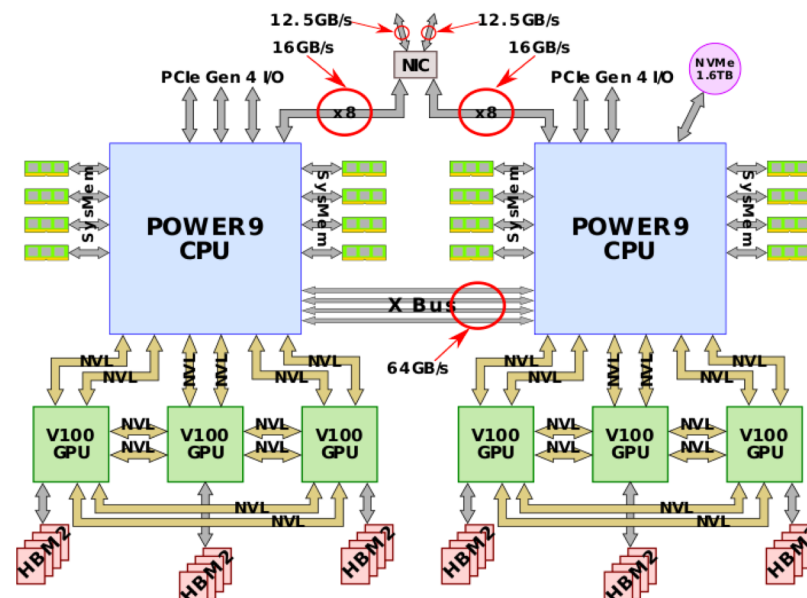 12.5GB/s
12.5GB/s
16GB/s
16GB/s
NIC
PCIe Gen 4 I/O
PCIe Gen 4 I/O
NVMe
1.6TB
x8
x8
SysMem
SysMem
SysMem
SysMem
POWER9
CPU
POWER9
CPU
X Bus
64GB/s
NVL
NVL
NVL
NVL
NVL
NVL
NVL
NVL
NVL
NVL
NVL
NVL
V100
GPU
NVL
NVL
V100
GPU
NVL
NVL
V100
GPU
V100
GPU
NVL
NVL
V100
GPU
NVL
NVL
V100
GPU
NVL
NVL
NVL
NVL
HBM2
HBM2
HBM2
HBM2
HBM2
HBM2